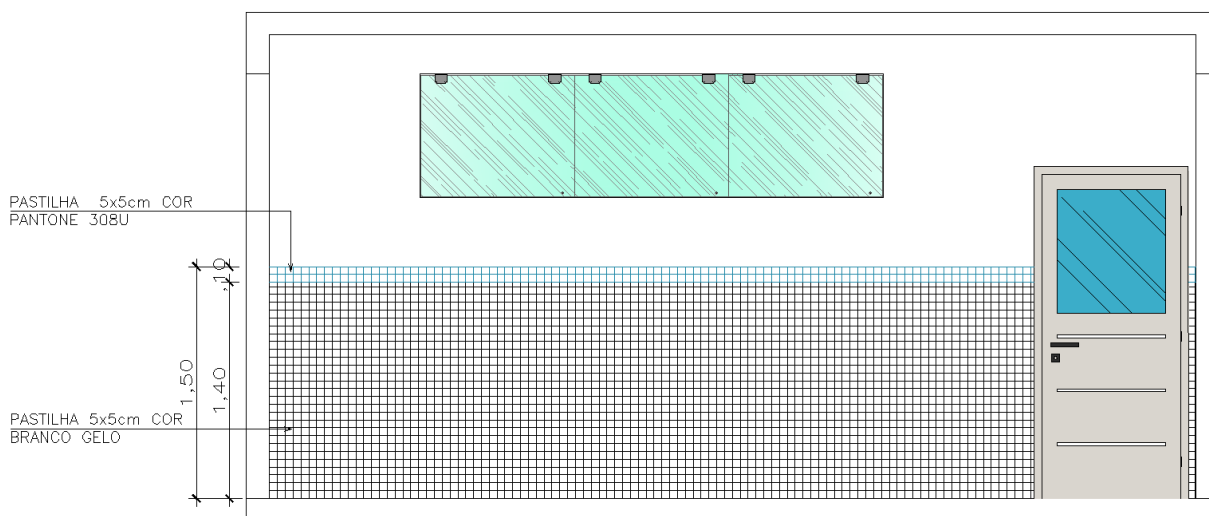 PASTILHA 5x5cm COR
PANTONE 308U
,10
1,50
1,40
PASTILHA 5x5cm COR
BRANCO GELO